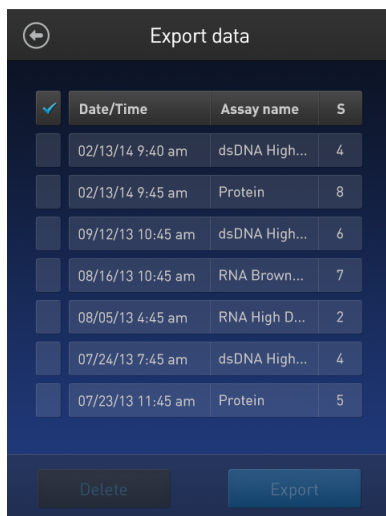 Export data
Date/Time Assay name S
02/13/14 9:40 am dsDNA High... 4
02/13/14 9:45 am Protein 8
09/12/13 10:45 am dsDNA High... 6
08/16/13 10:45 am RNA Brown... 7
08/05/13 4:45 am RNA High D... 2
07/24/13 7:45 am dsDNA High... 4
07/23/13 11:45 am Protein 5
Delete Export